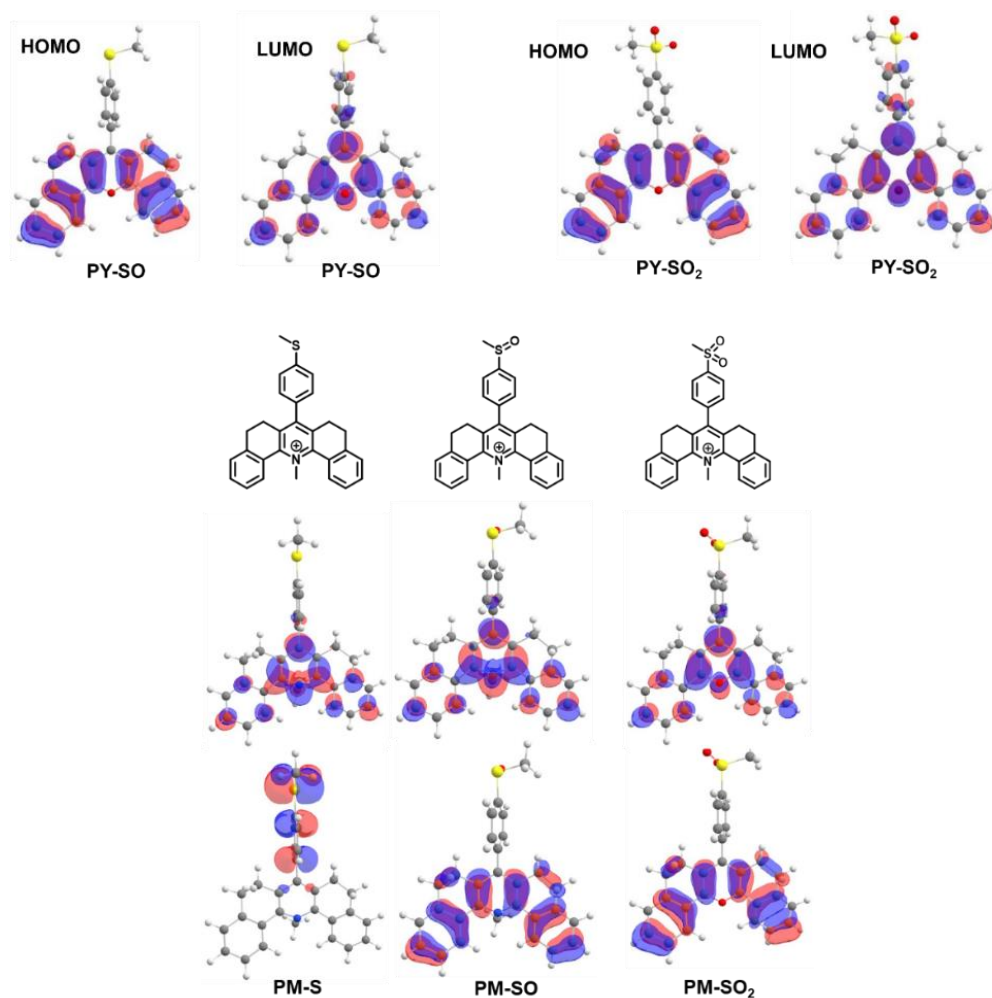 HOMO LUMO HOMO LUMO
PY-SO PY-SO PY-SO₂ PY-SO₂
S S O O S O
⊕ ⊕ ⊕
N N N
PM-S PM-SO PM-SO₂